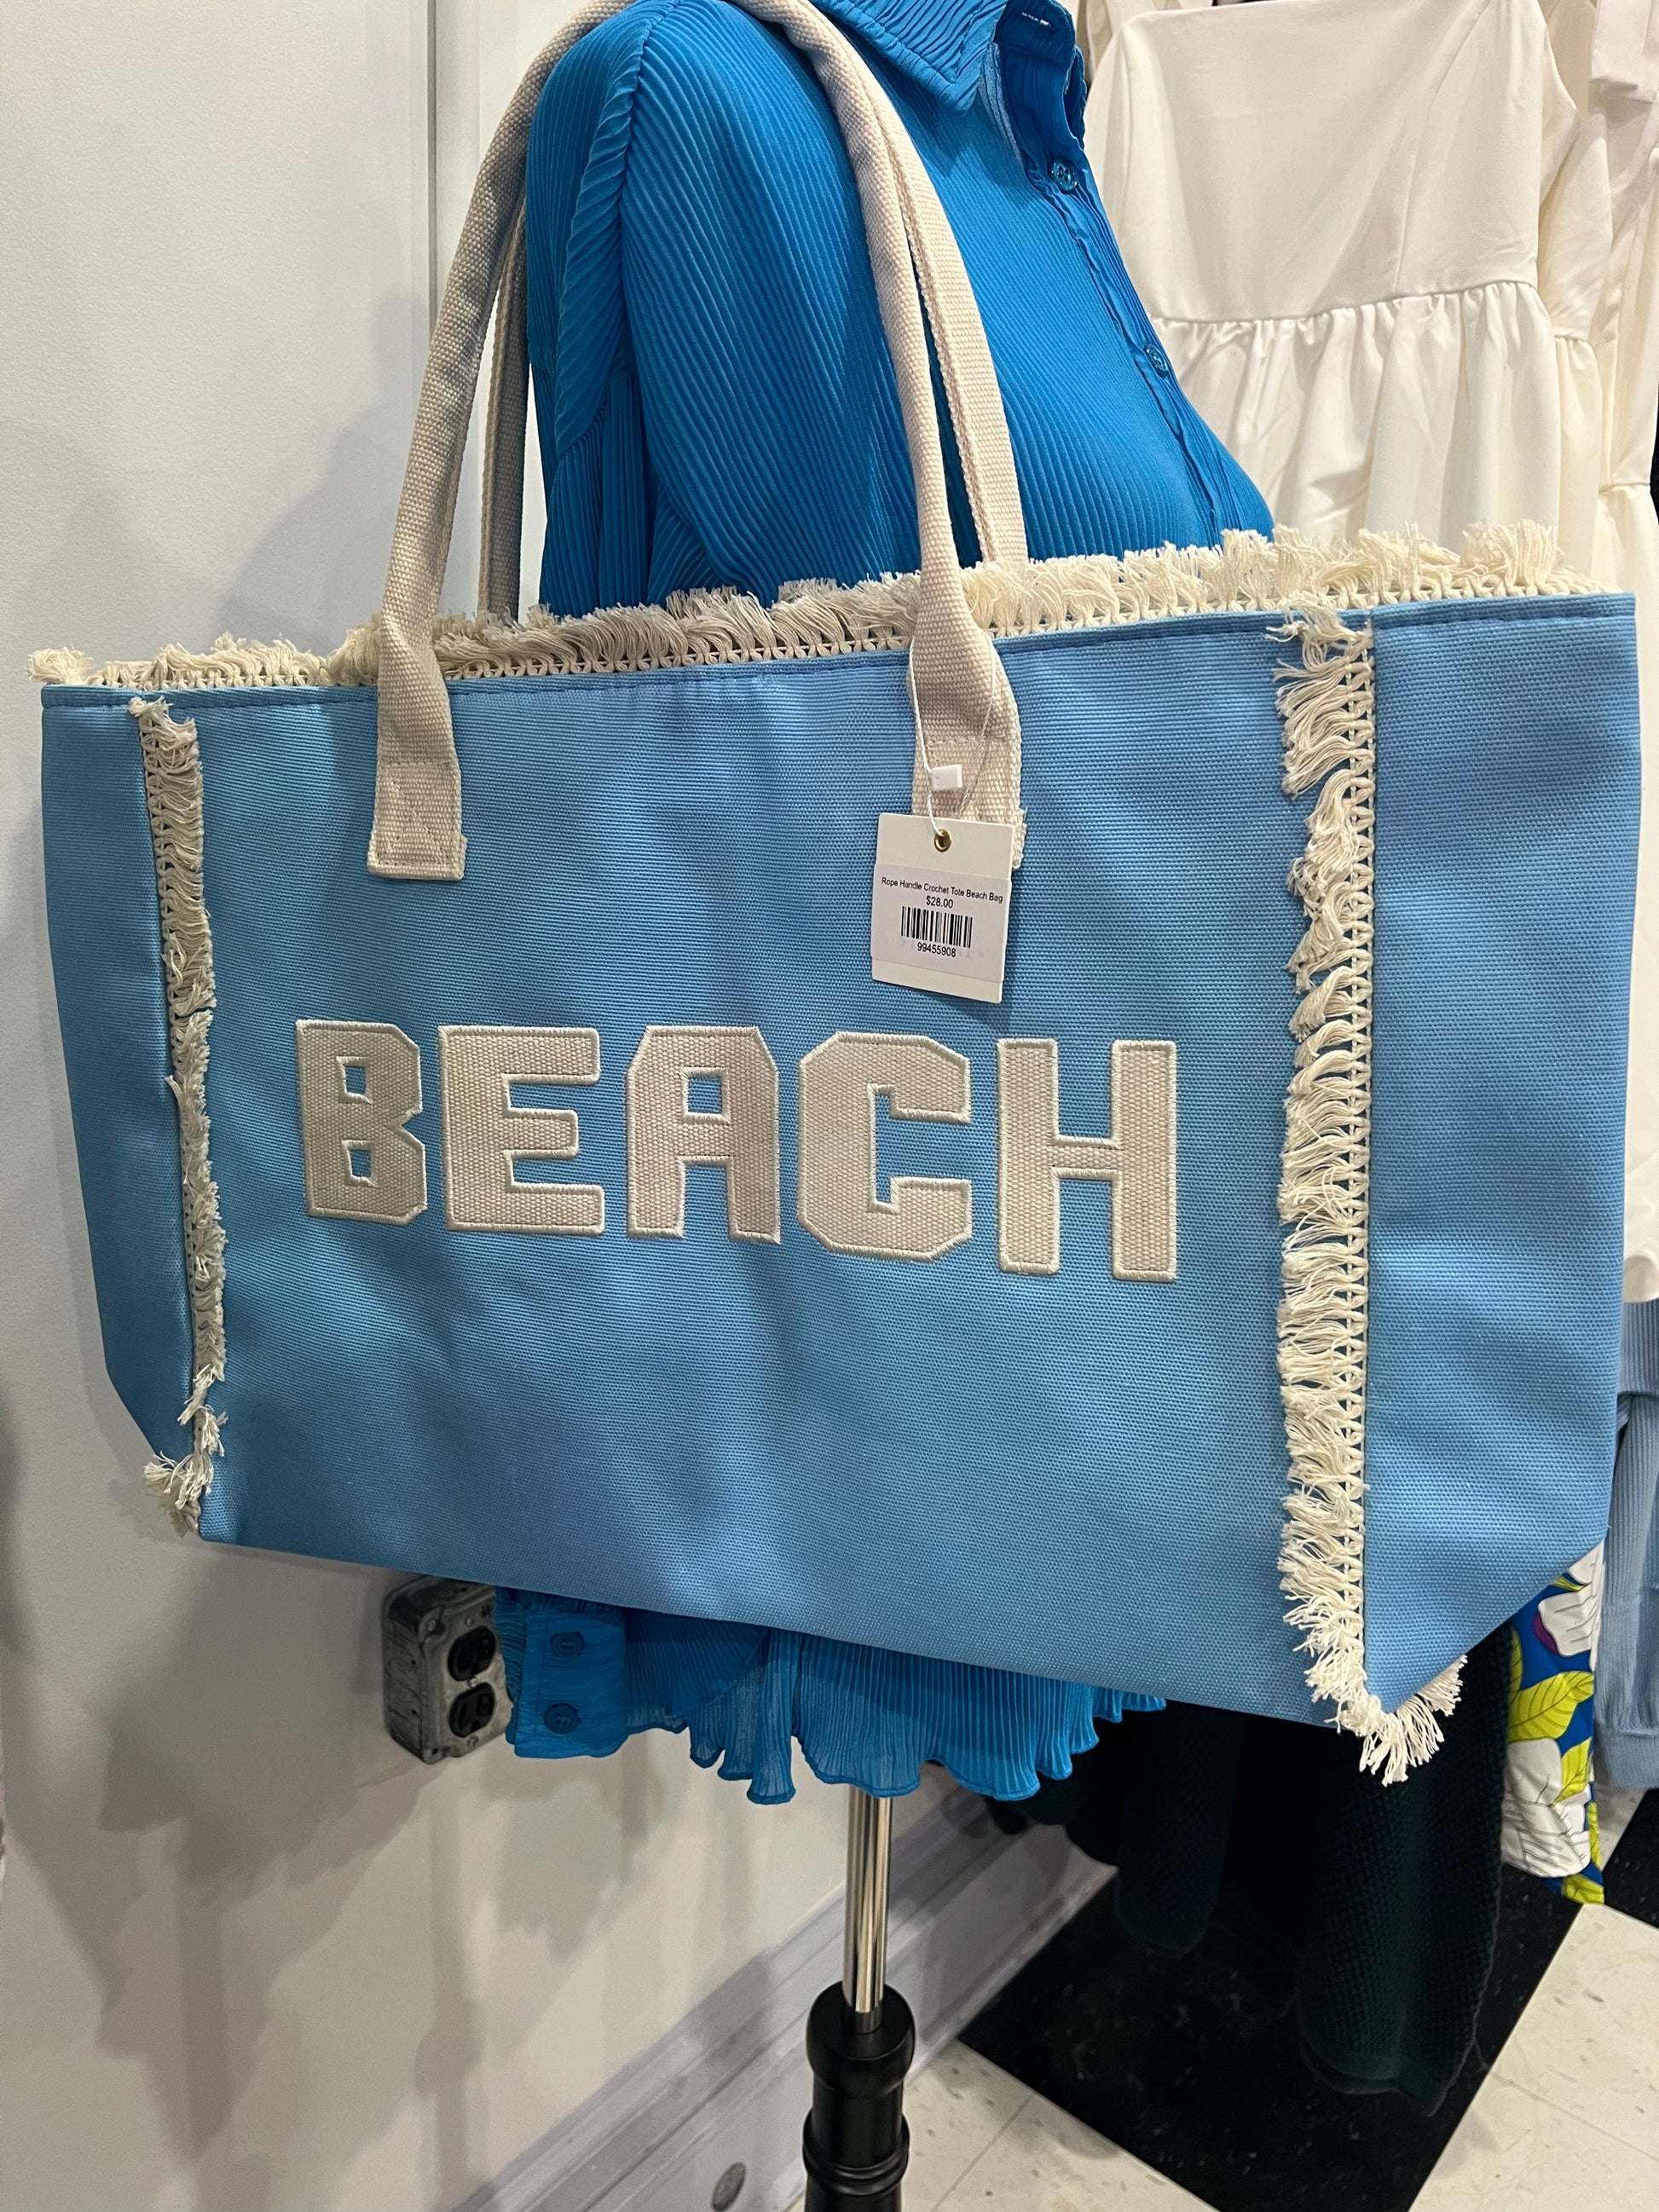 Rope Handle Crochet Tote Beach Bag
$28.00
99455908
BEACH